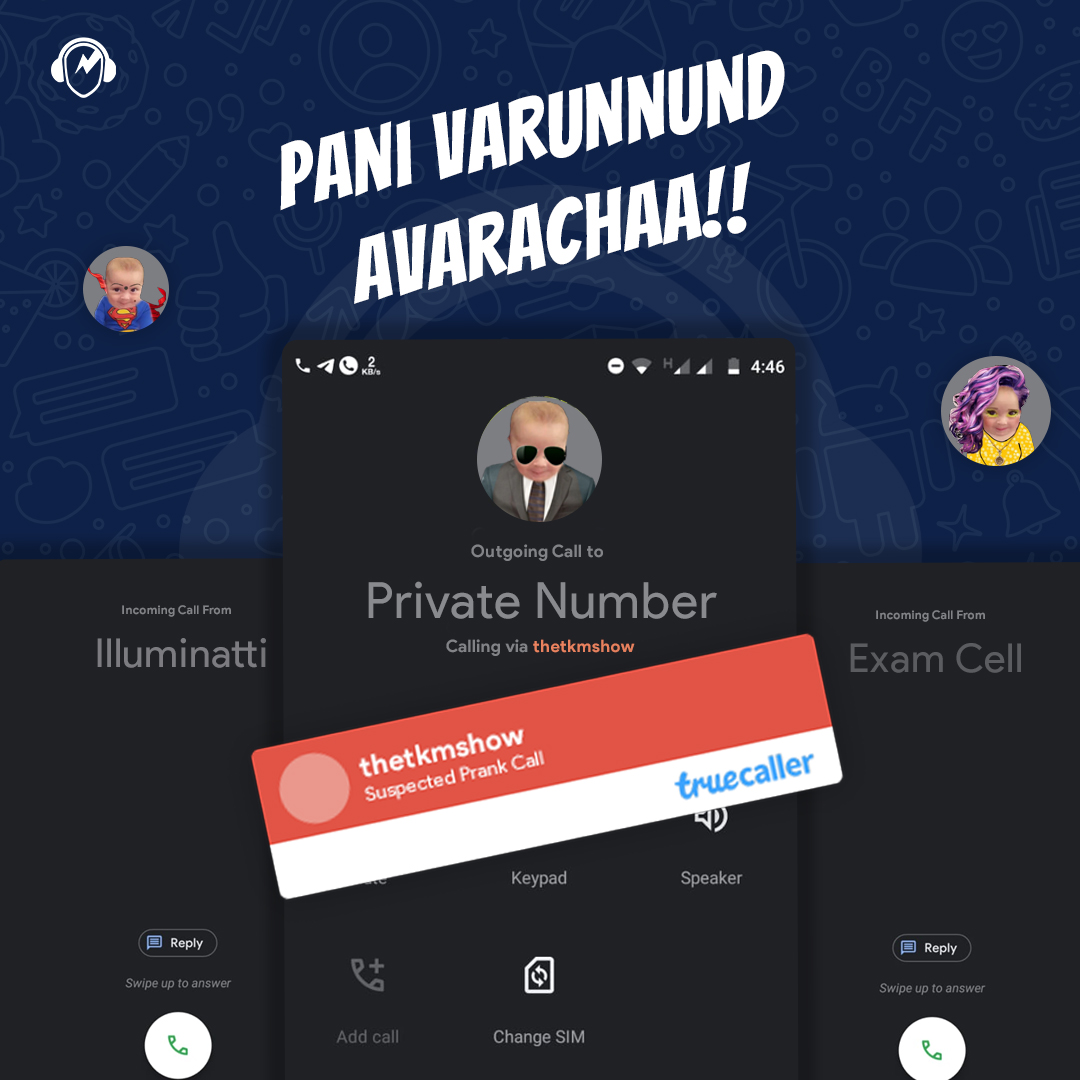 PANI VARUNNUND
AVARACHAA!!
2
KB/s
H
4:46
Outgoing Call to
Private Number
Calling via thetkmshow
Incoming Call From
Illuminatti
Incoming Call From
Exam Cell
thetkmshow
Suspected Prank Call
truecaller
Keypad
Speaker
Reply
Swipe up to answer
Reply
Swipe up to answer
Add call
Change SIM
BFF